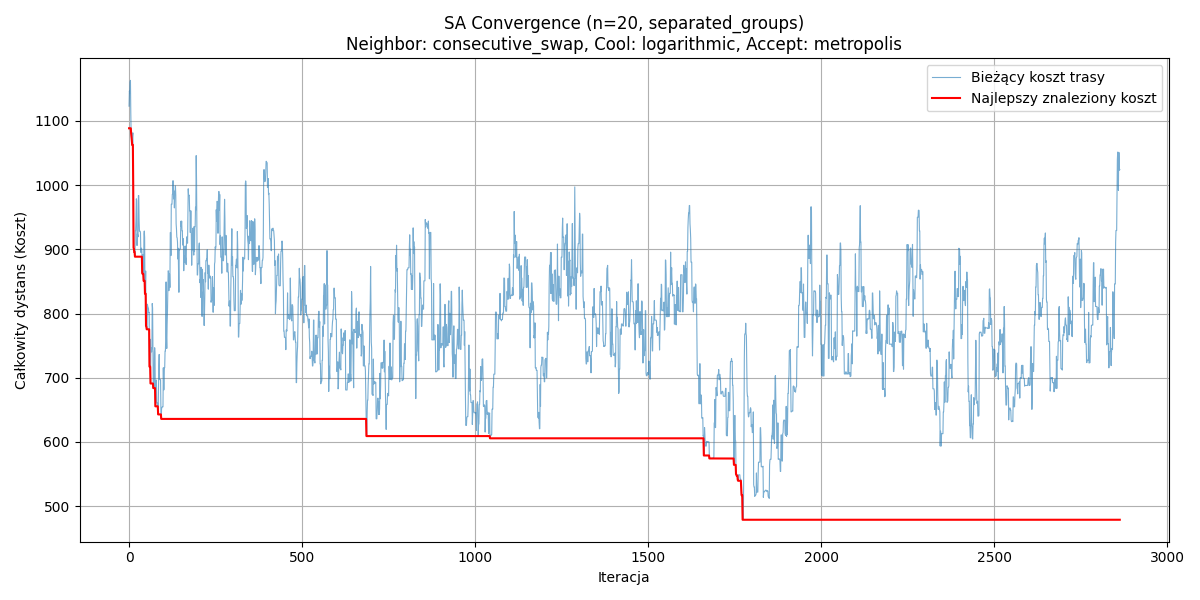 SA Convergence (n=20, separated_groups)
Neighbor: consecutive_swap, Cool: logarithmic, Accept: metropolis
Bieżący koszt trasy
Najlepszy znaleziony koszt
Całkowity dystans (Koszt)
1100
1000
900
800
700
600
500
0
500
1000
1500
2000
2500
3000
Iteracja